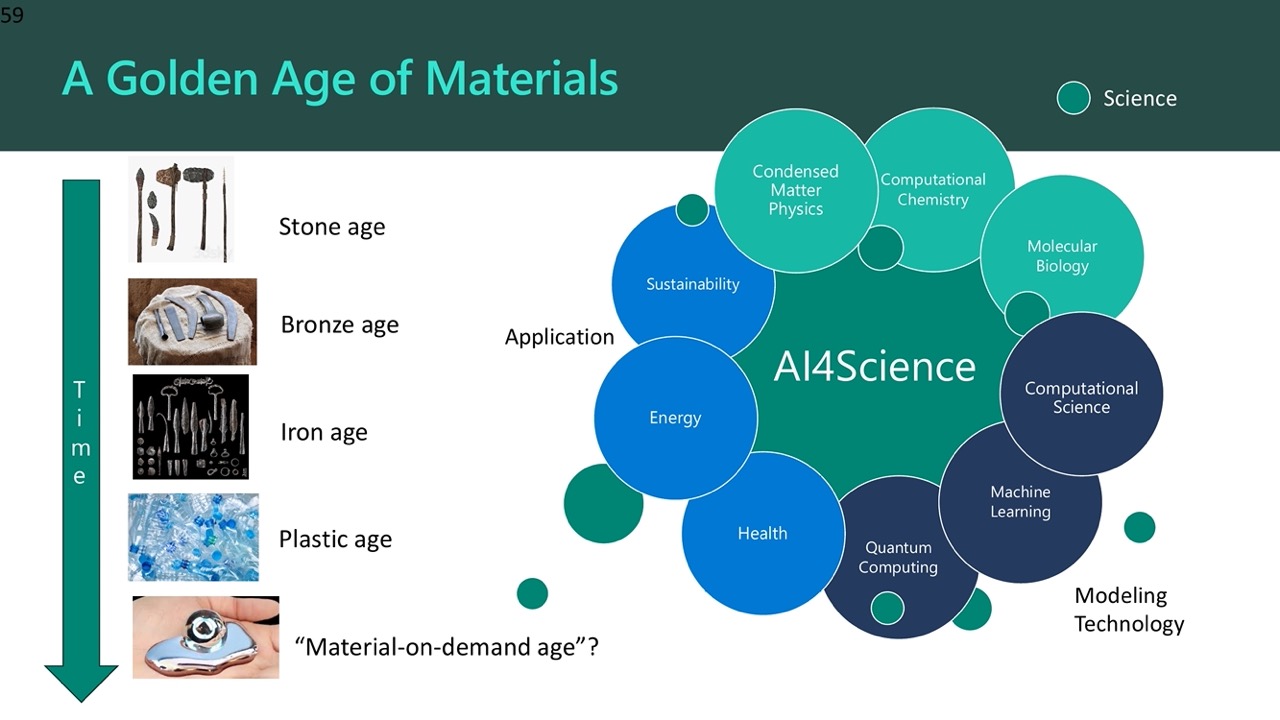 59
A Golden Age of Materials
Science
Stone age
Bronze age
Iron age
Plastic age
“Material-on-demand age”?
T
i
m
e
Application
AI4Science
Condensed
Matter
Physics
Computational
Chemistry
Molecular
Biology
Computational
Science
Machine
Learning
Quantum
Computing
Health
Energy
Sustainability
Modeling
Technology